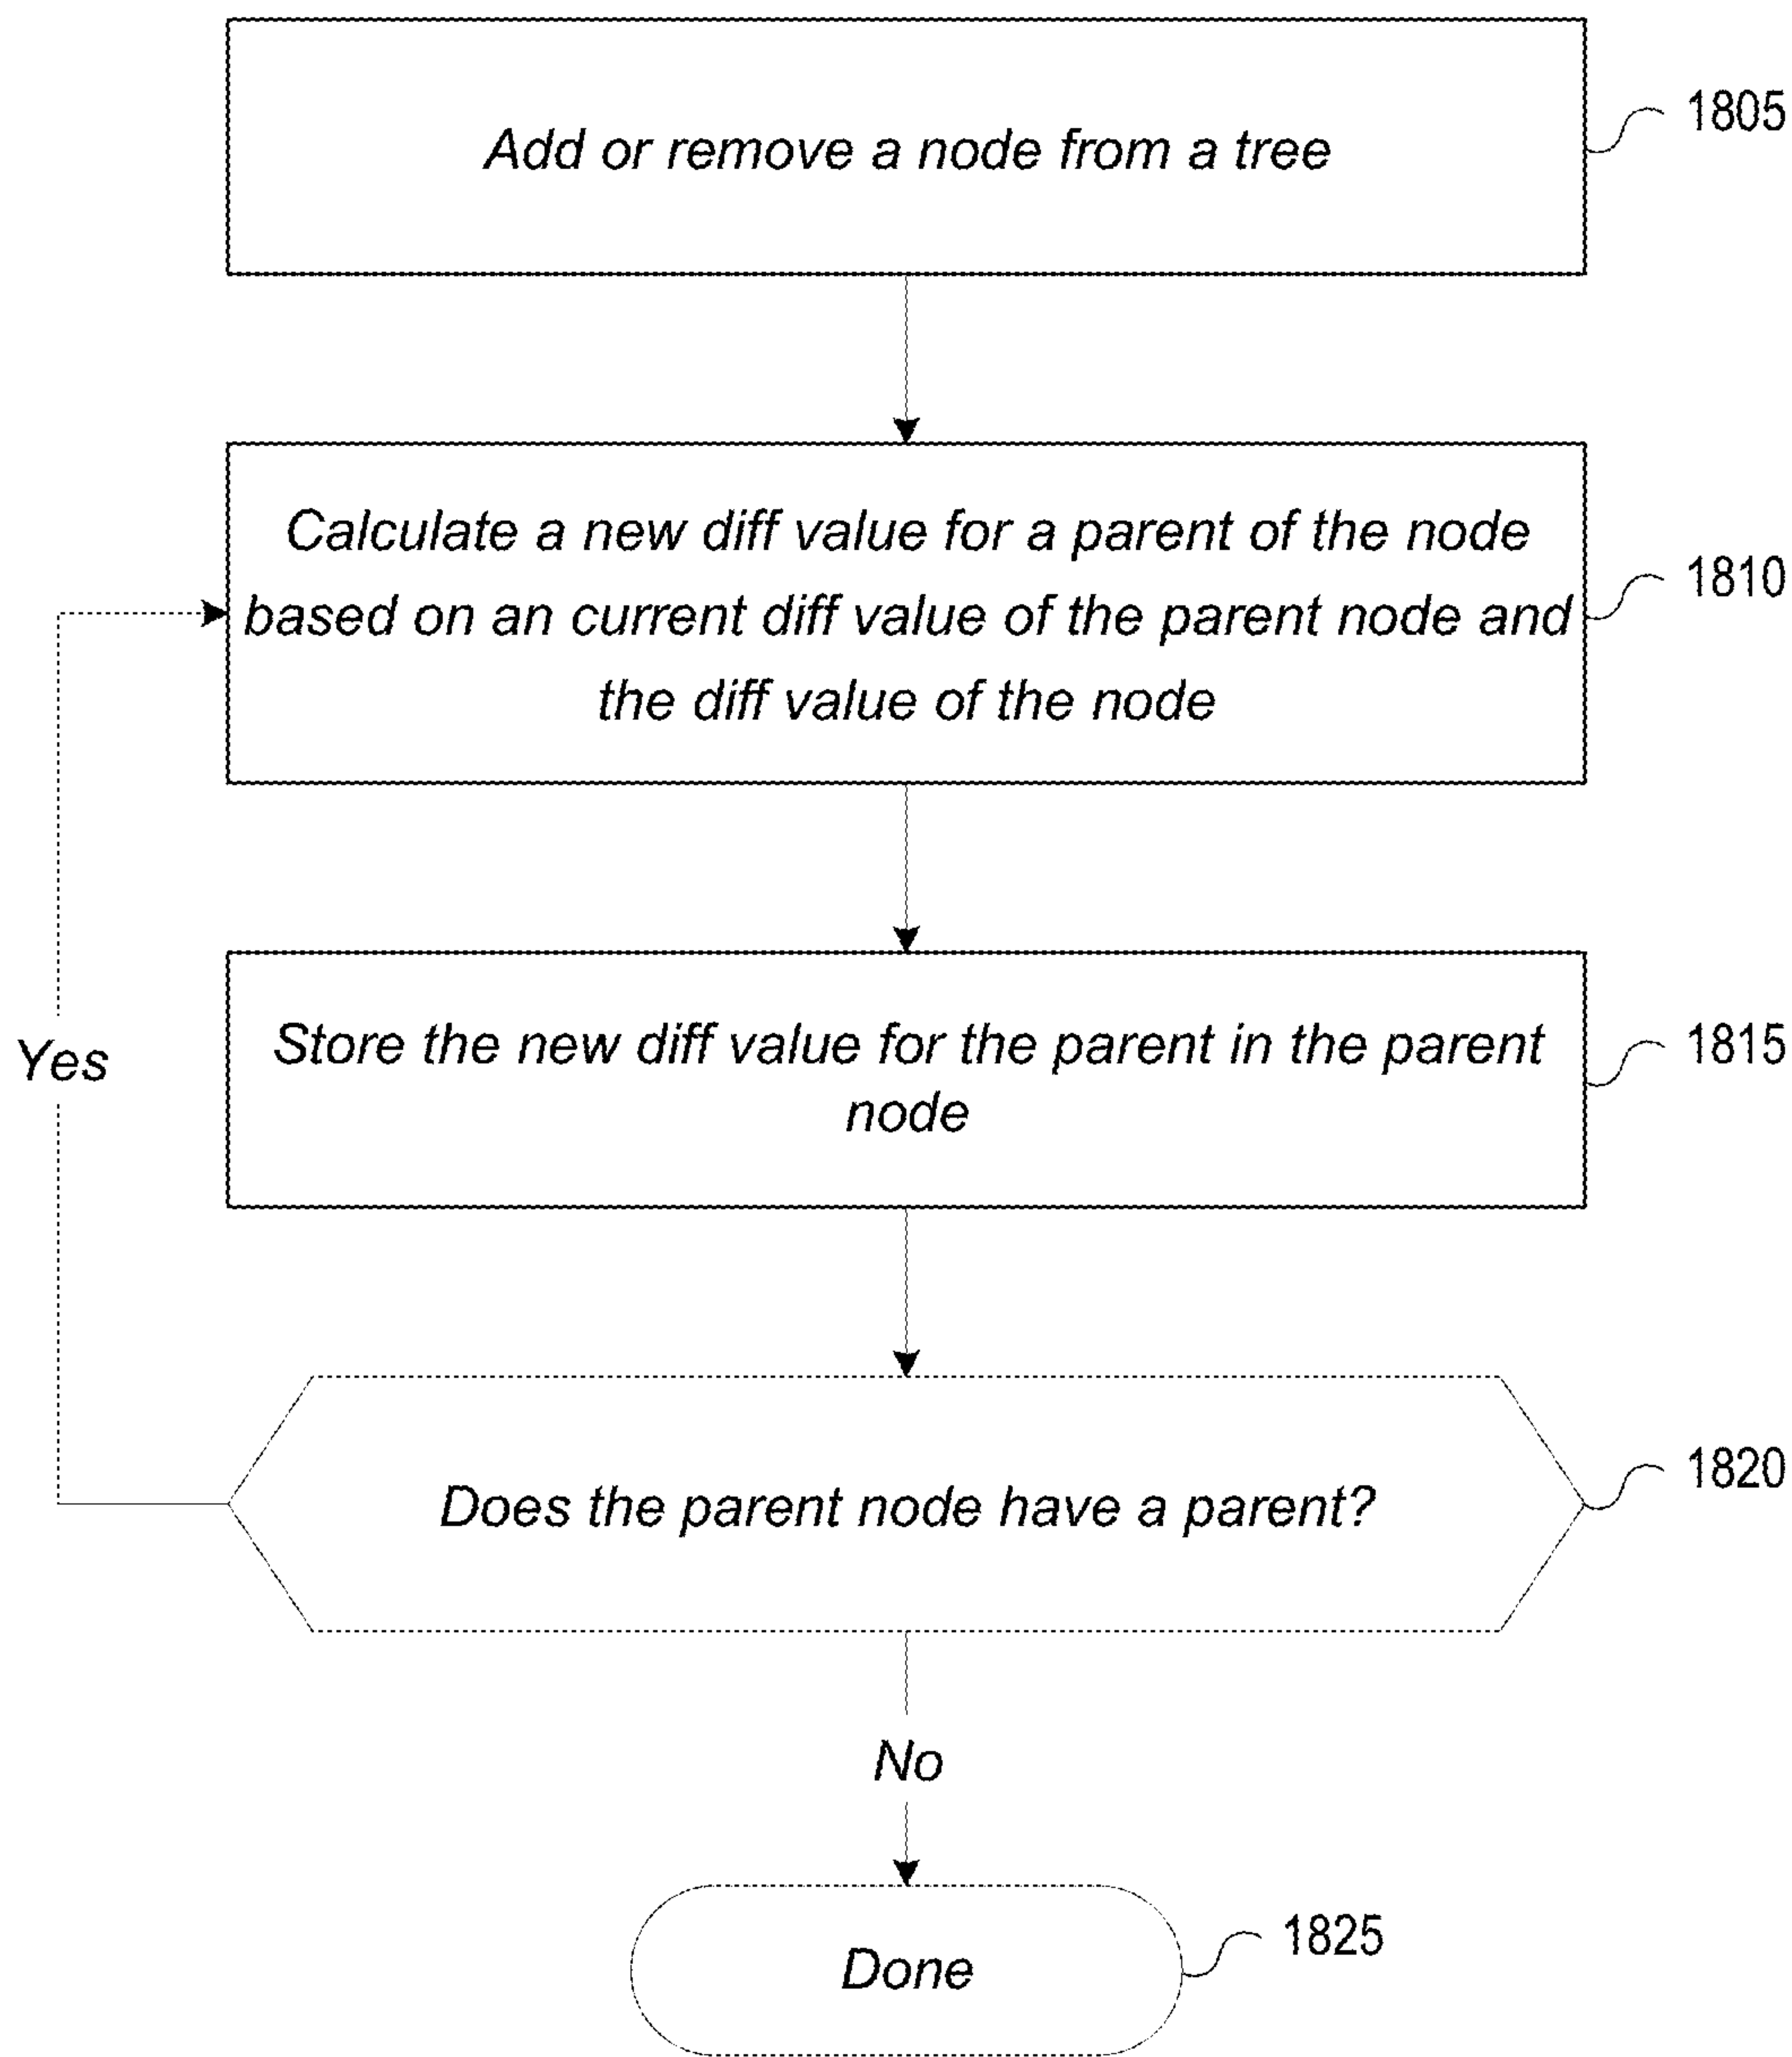 Add or remove a node from a tree
1805
Calculate a new diff value for a parent of the node
based on an current diff value of the parent node and
the diff value of the node
1810
Store the new diff value for the parent in the parent
node
1815
Yes
Does the parent node have a parent?
1820
No
Done
1825